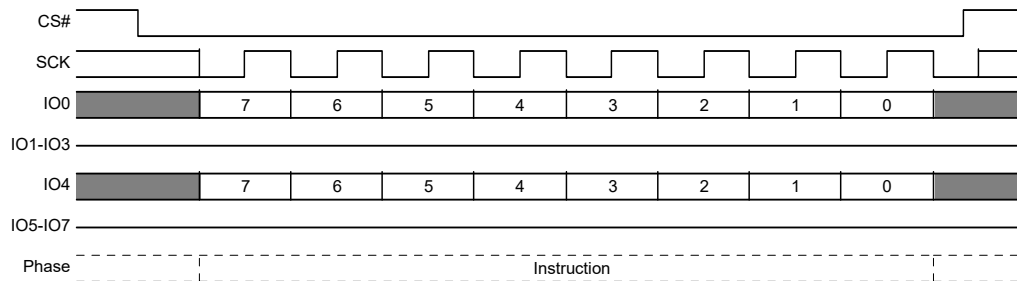 CS#
SCK
IO0 7 6 5 4 3 2 1 0
IO1-IO3
IO4 7 6 5 4 3 2 1 0
IO5-IO7
Phase Instruction